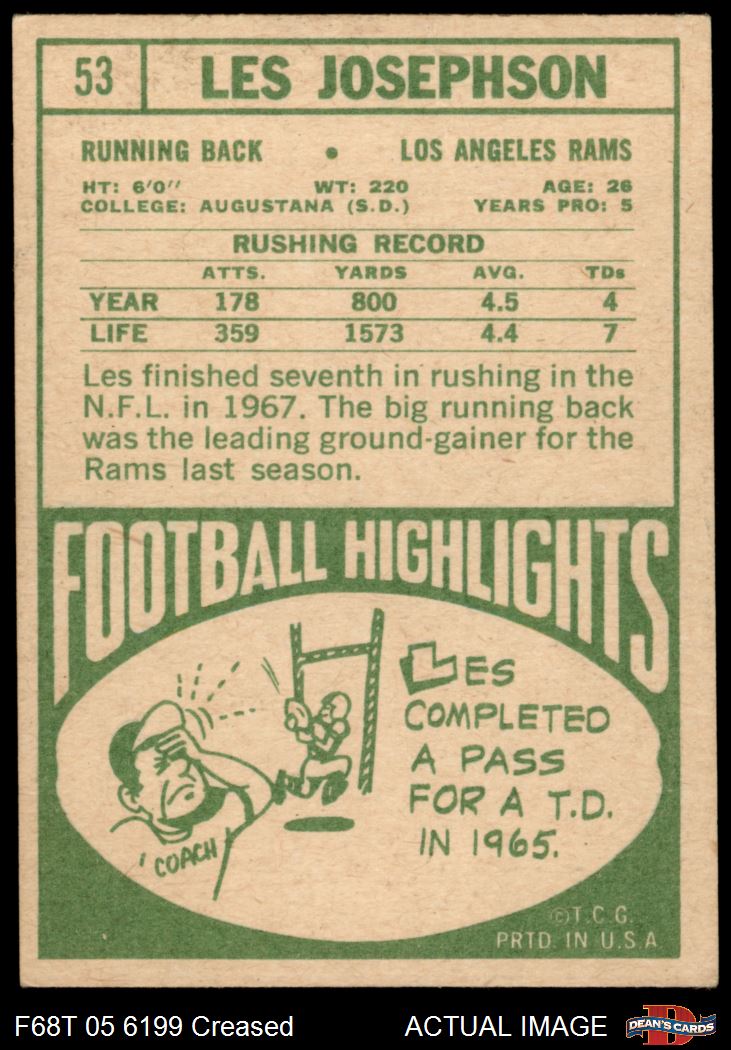 53 LES JOSEPHSON
RUNNING BACK • LOS ANGELES RAMS
HT: 6'0'' WT: 220 AGE: 26
COLLEGE: AUGUSTANA (S.D.) YEARS PRO: 5
RUSHING RECORD
ATTS. YARDS AVG. TDs
YEAR 178 800 4.5 4
LIFE 359 1573 4.4 7
Les finished seventh in rushing in the
N.F.L. in 1967. The big running back
was the leading ground-gainer for the
Rams last season.
FOOTBALL HIGHLIGHTS
LES
COMPLETED
A PASS
FOR A T.D.
IN 1965.
COACH
©T.C.G.
PRTD. IN U.S.A.
F68T 05 6199 Creased ACTUAL IMAGE
D
DEAN'S CARDS